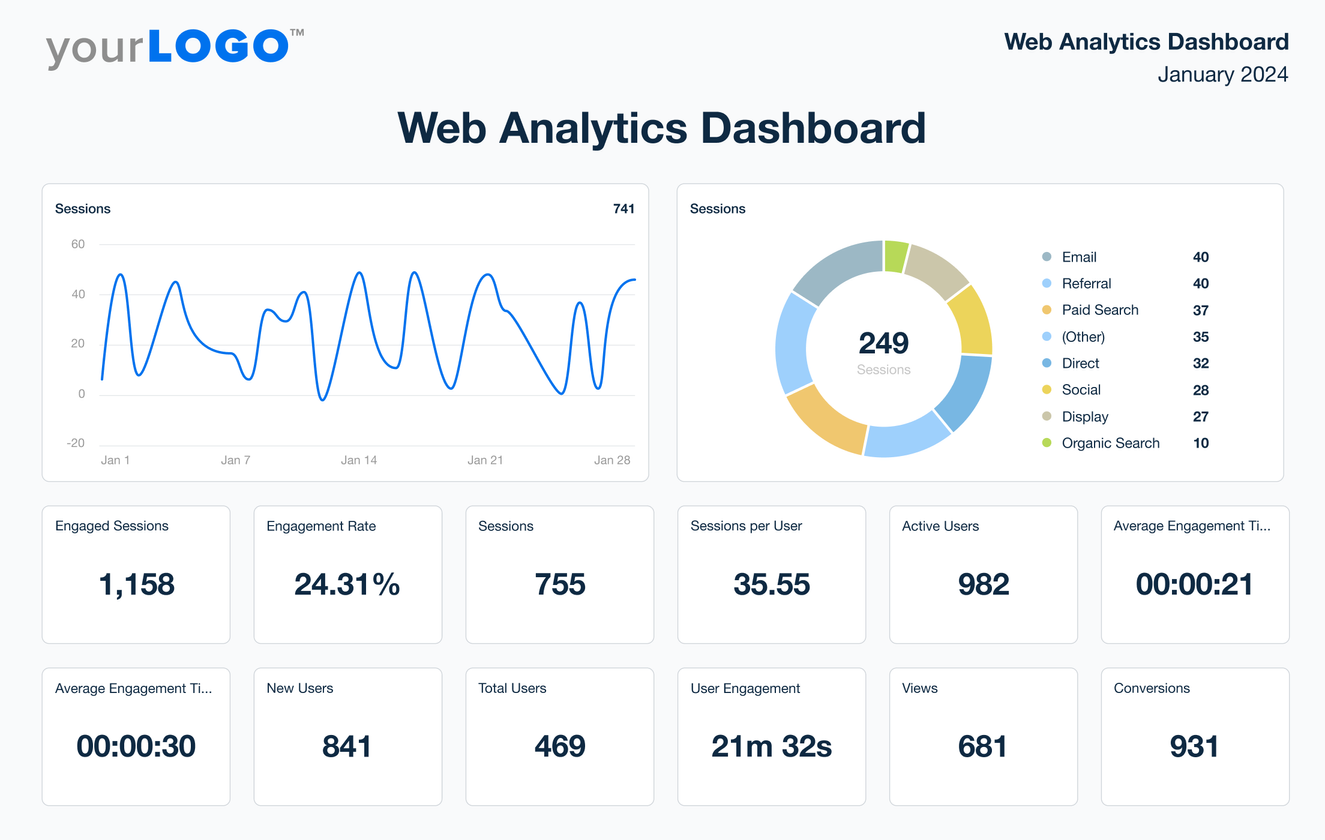 yourLOGO™
Web Analytics Dashboard
January 2024
Web Analytics Dashboard
Sessions 741
60
40
20
0
-20
Jan 1 Jan 7 Jan 14 Jan 21 Jan 28
Sessions
249
Sessions
Email 40
Referral 40
Paid Search 37
(Other) 35
Direct 32
Social 28
Display 27
Organic Search 10
Engaged Sessions
1,158
Engagement Rate
24.31%
Sessions
755
Sessions per User
35.55
Active Users
982
Average Engagement Ti...
00:00:21
Average Engagement Ti...
00:00:30
New Users
841
Total Users
469
User Engagement
21m 32s
Views
681
Conversions
931